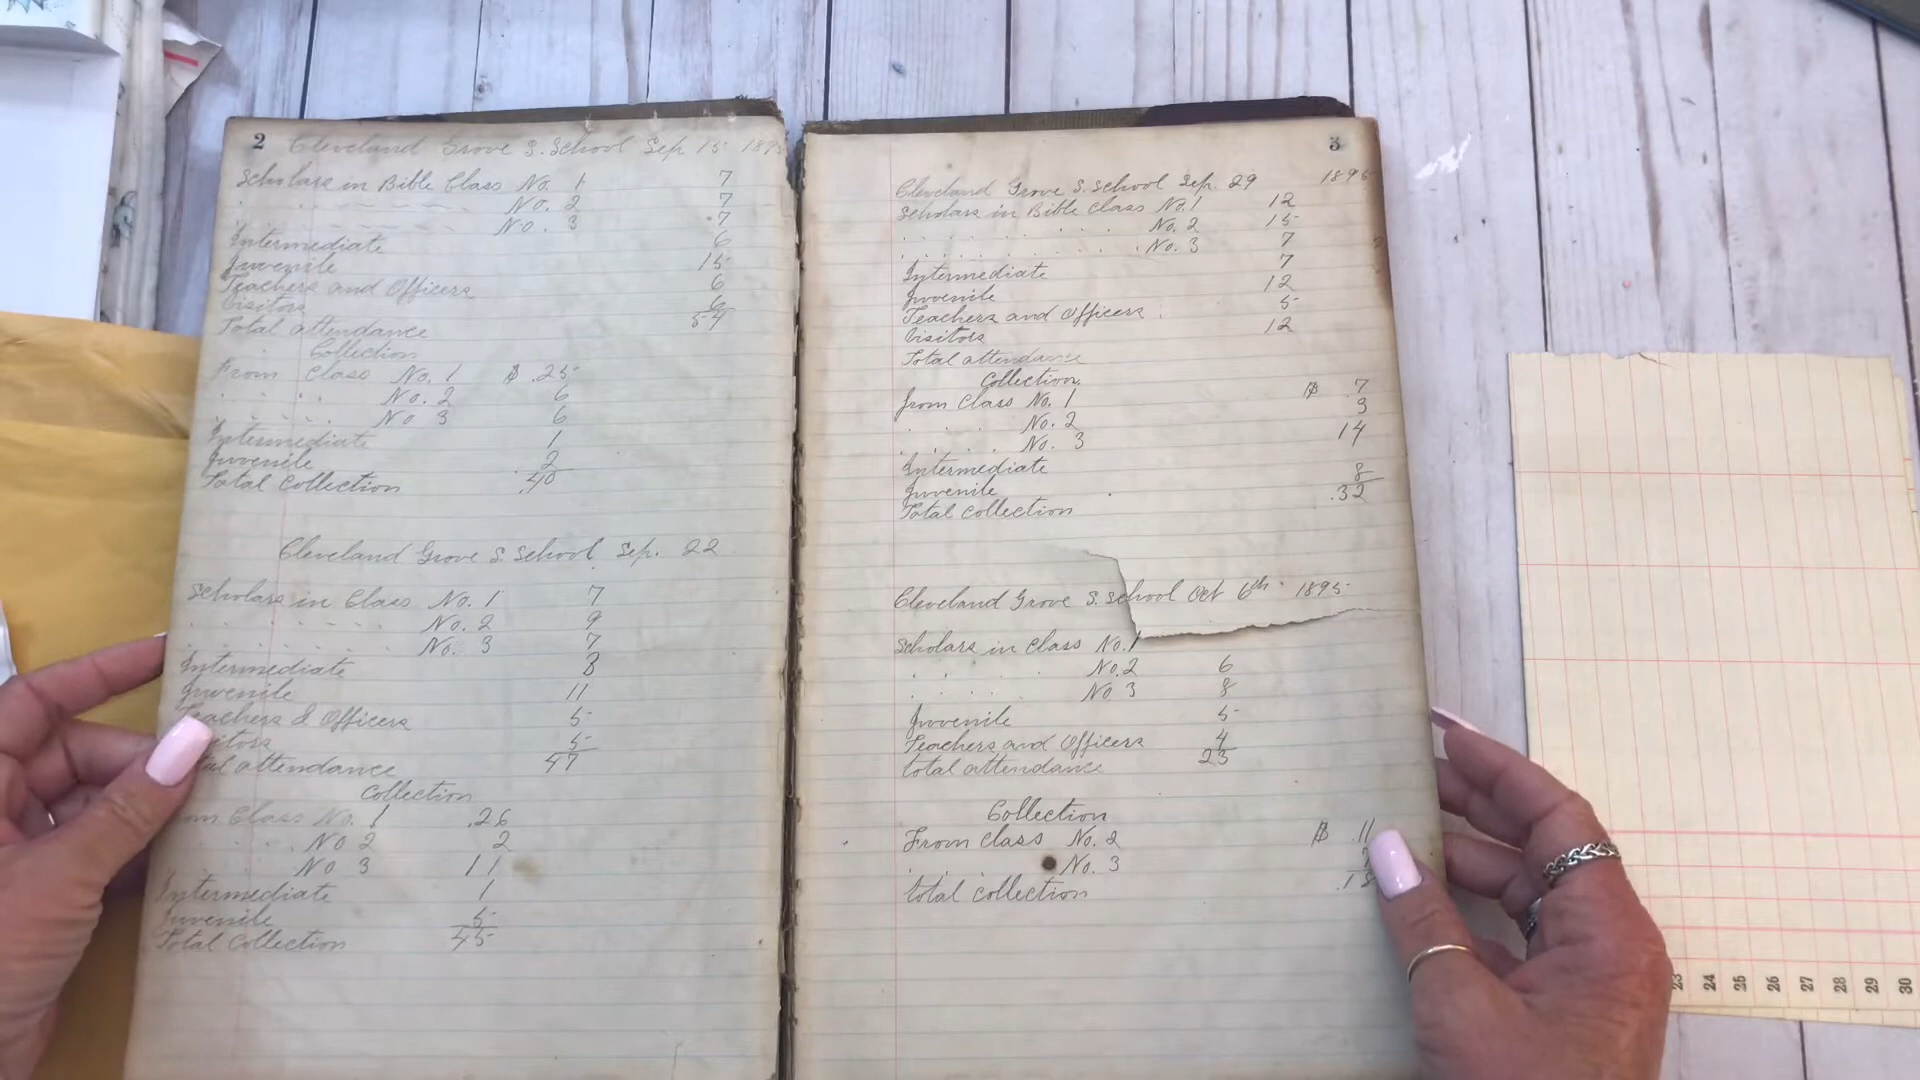 2 Cleveland Grove S. School Sep 15 1895
Scholars in Bible Class No. 1 7
No. 2 7
No. 3 7
Intermediate 6
Juvenile 15
Teachers and Officers 6
Visitors 6
Total attendance 54
Collection
From Class No. 1 $ .25
No. 2 6
No 3 6
Intermediate 1
Juvenile 2
Total Collection .40
Cleveland Grove S. School Sep. 22
Scholars in Class No. 1 7
No. 2 9
No. 3 7
Intermediate 3
Juvenile 11
Teachers & Officers 5
itors 5
tal attendance 47
Collection
om Class No. 1 .26
No 2 2
No 3 11
Intermediate 1
Juvenile 5
Total Collection 45
3
Cleveland Grove S. School Sep. 29 1895
Scholars in Bible Class No. 1 12
No. 2 15
No. 3 7
Intermediate 7
Juvenile 12
Teachers and Officers 5
Visitors 12
Total attendance
Collection
from Class No. 1 $ .7
No. 2 3
No. 3 14
Intermediate
Juvenile 8
Total Collection .32
Cleveland Grove S. School Oct 6th 1895
Scholars in Class No. 1
No. 2 6
No 3 8
Juvenile 5
Teachers and Officers 4
total attendance 23
Collection
From Class No. 2 $ .11
No. 3 7
total collection .18
23 24 25 26 27 28 29 30